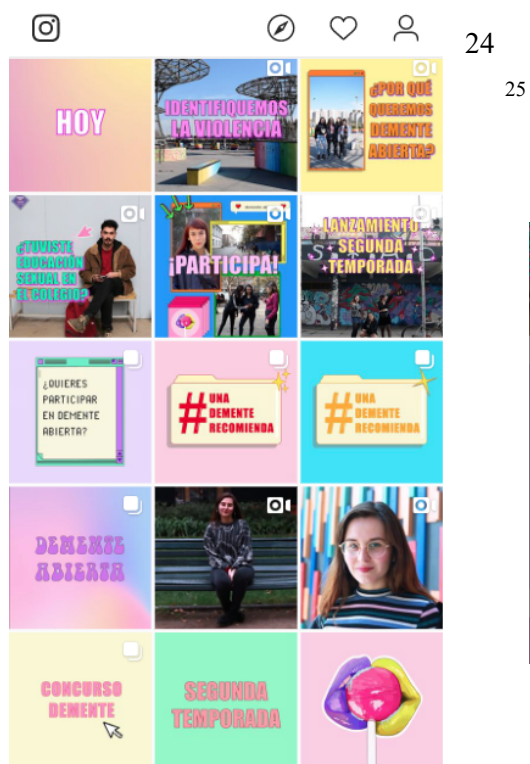 24
25
HOY
IDENTIFIQUEMOS
LA VIOLENCIA
¿POR QUÉ
QUEREMOS
DEMENTE
ABIERTA?
¿TUVISTE
EDUCACIÓN
SEXUAL EN
EL COLEGIO?
¡PARTICIPA!
LANZAMIENTO
SEGUNDA
TEMPORADA
¿QUIERES
PARTICIPAR
EN DEMENTE
ABIERTA?
#UNA
DEMENTE
RECOMIENDA
#UNA
DEMENTE
RECOMIENDA
DEMENTE
ABIERTA
CONCURSO
DEMENTE
SEGUNDA
TEMPORADA